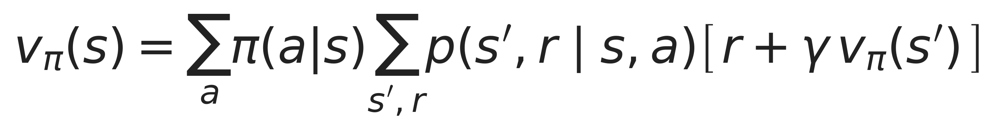 v_π(s) = ∑_a π(a|s) ∑_{s′,r} p(s′, r | s, a)[r + γ v_π(s′)]